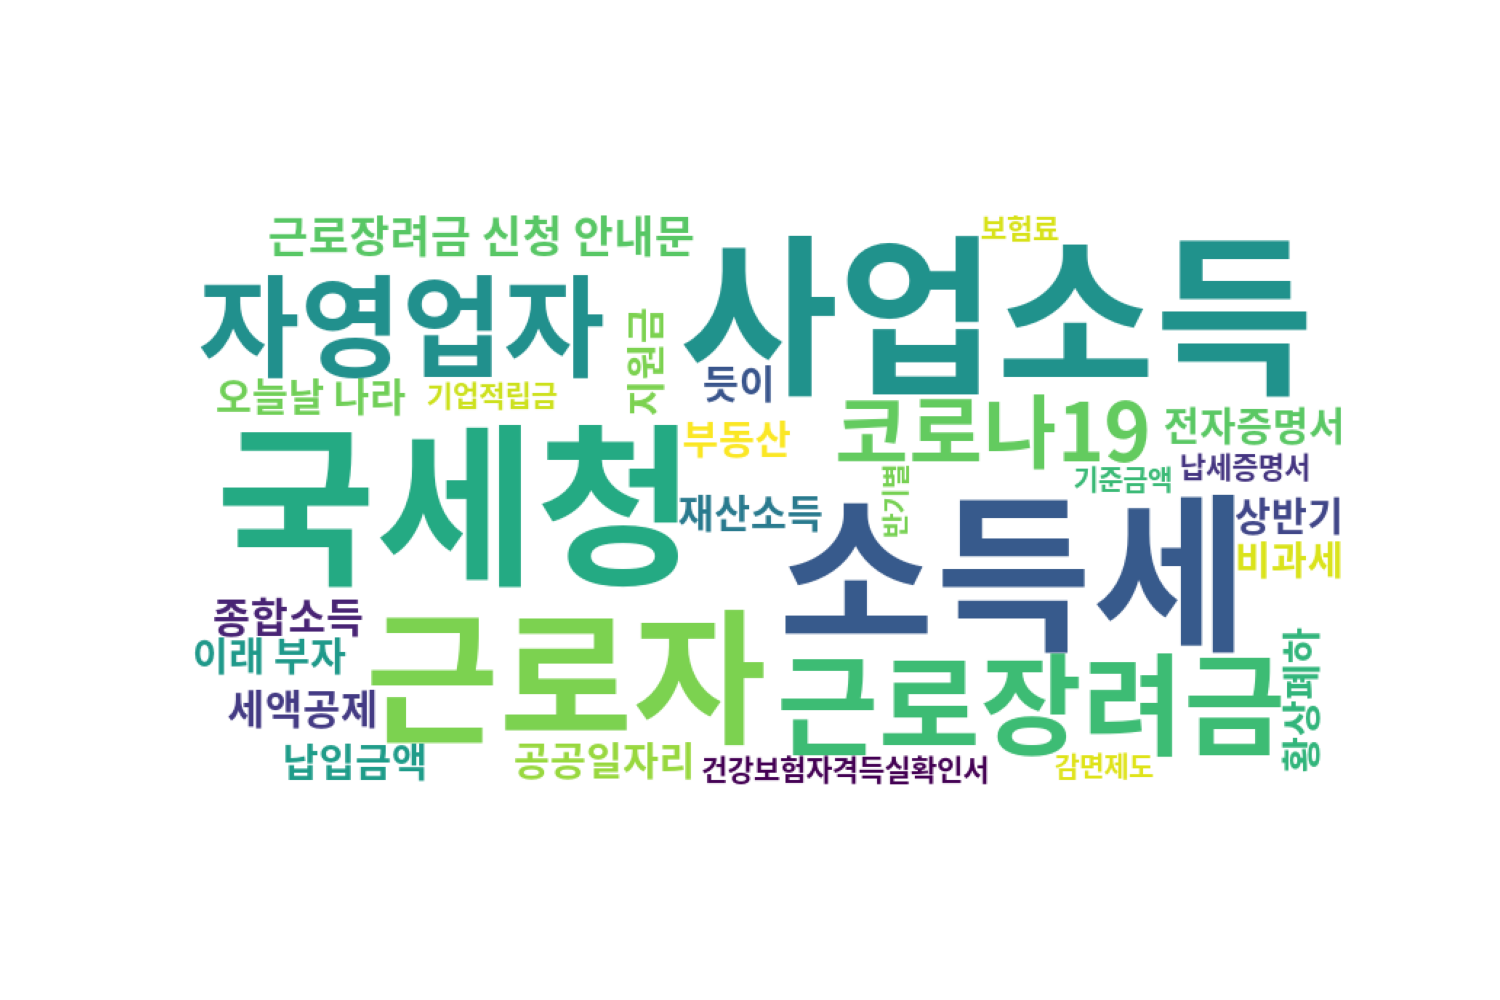 근로장려금 신청 안내문
보험료
사업소득
자영업자
지원금
듯이
오늘날 나라
기업적립금
코로나19
전자증명서
국세청
부동산
납세증명서
기준금액
반기별
재산소득
소득세
상반기
비과세
종합소득
이래 부자
근로자
근로장려금
황상폐하
세액공제
납입금액
공공일자리
건강보험자격득실확인서
감면제도